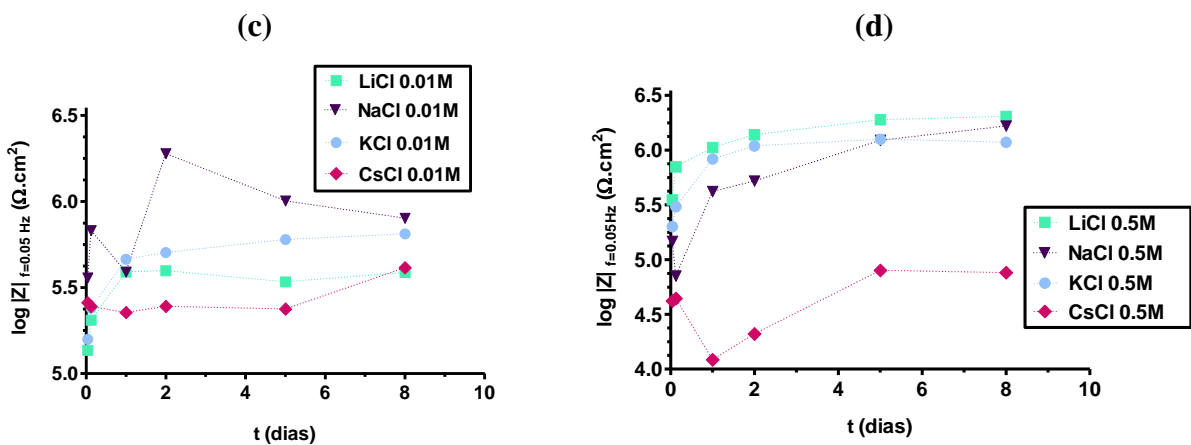 (c)
LiCl 0.01M
NaCl 0.01M
KCl 0.01M
CsCl 0.01M
log |Z| f=0.05 Hz (Ω.cm²)
6.5
6.0
5.5
5.0
0 2 4 6 8 10
t (dias)
(d)
log |Z| f=0.05Hz (Ω.cm²)
6.5
6.0
5.5
5.0
4.5
4.0
0 2 4 6 8 10
t (dias)
LiCl 0.5M
NaCl 0.5M
KCl 0.5M
CsCl 0.5M